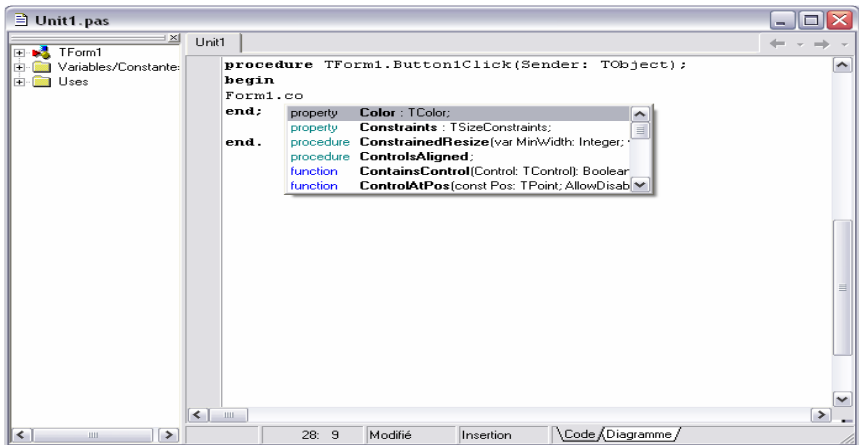 Unit1.pas
Unit1
TForm1
Variables/Constante
Uses
procedure TForm1.Button1Click(Sender: TObject);
begin
Form1.co
end;
property Color : TColor;
property Constraints : TSizeConstraints;
procedure ConstrainedResize(var MinWidth: Integer;
procedure ControlsAligned;
function ContainsControl(Control: TControl): Boolean
function ControlAtPos(const Pos: TPoint; AllowDisab
end.
28: 9 Modifié Insertion Code Diagramme